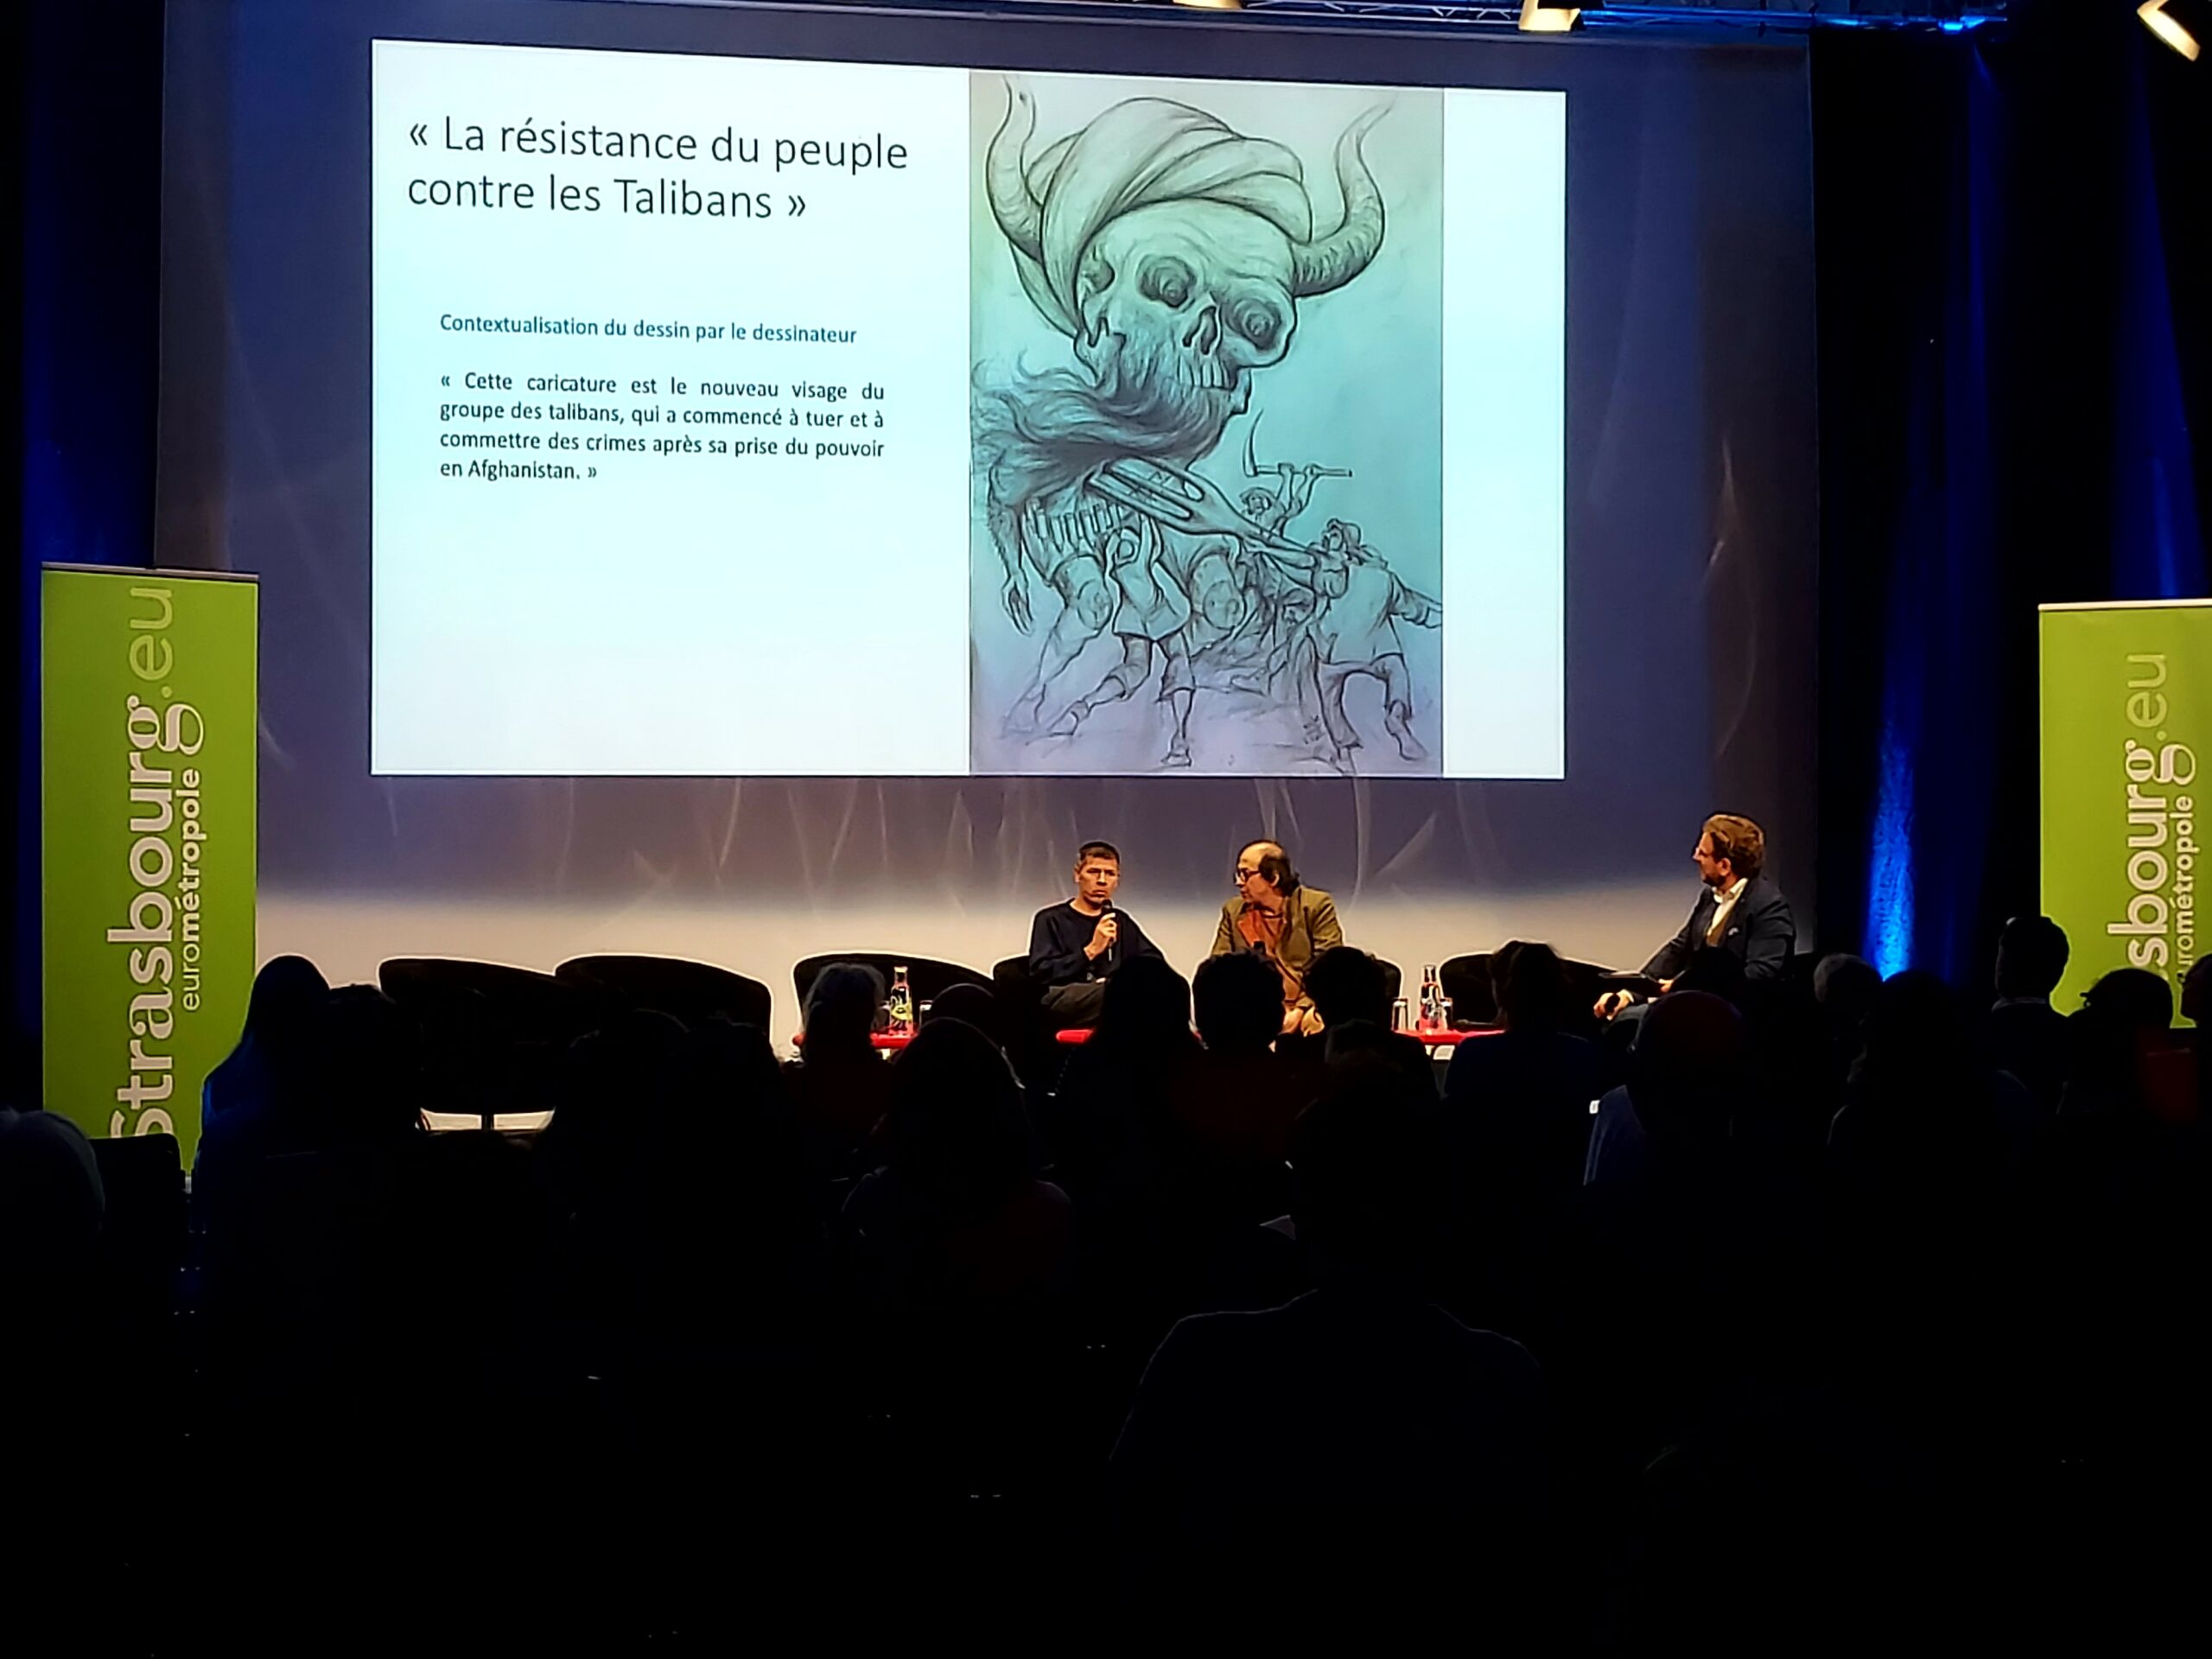 « La résistance du peuple
contre les Talibans »
Contextualisation du dessin par le dessinateur
« Cette caricature est le nouveau visage du
groupe des talibans, qui a commencé à tuer et à
commettre des crimes après sa prise du pouvoir
en Afghanistan. »
Strasbourg.eu
eurométropole
sbourg.eu
urométropole